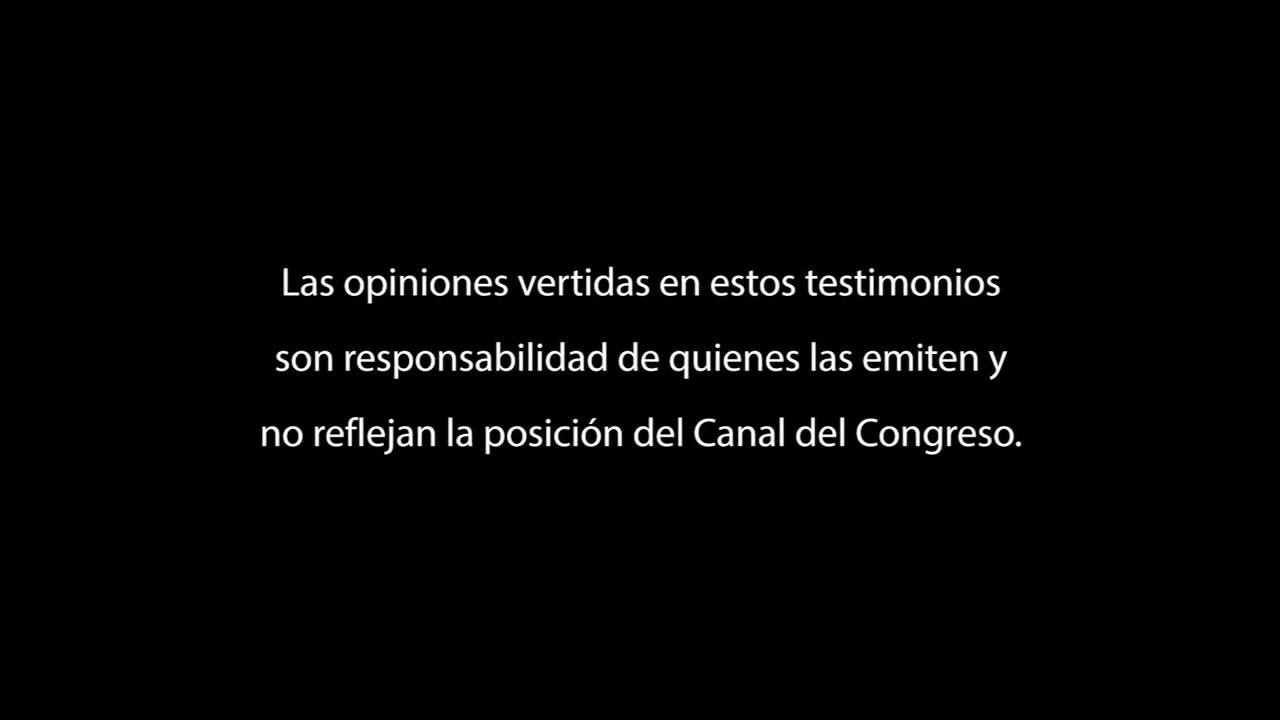 Las opiniones vertidas en estos testimonios
son responsabilidad de quienes las emiten y
no reflejan la posición del Canal del Congreso.